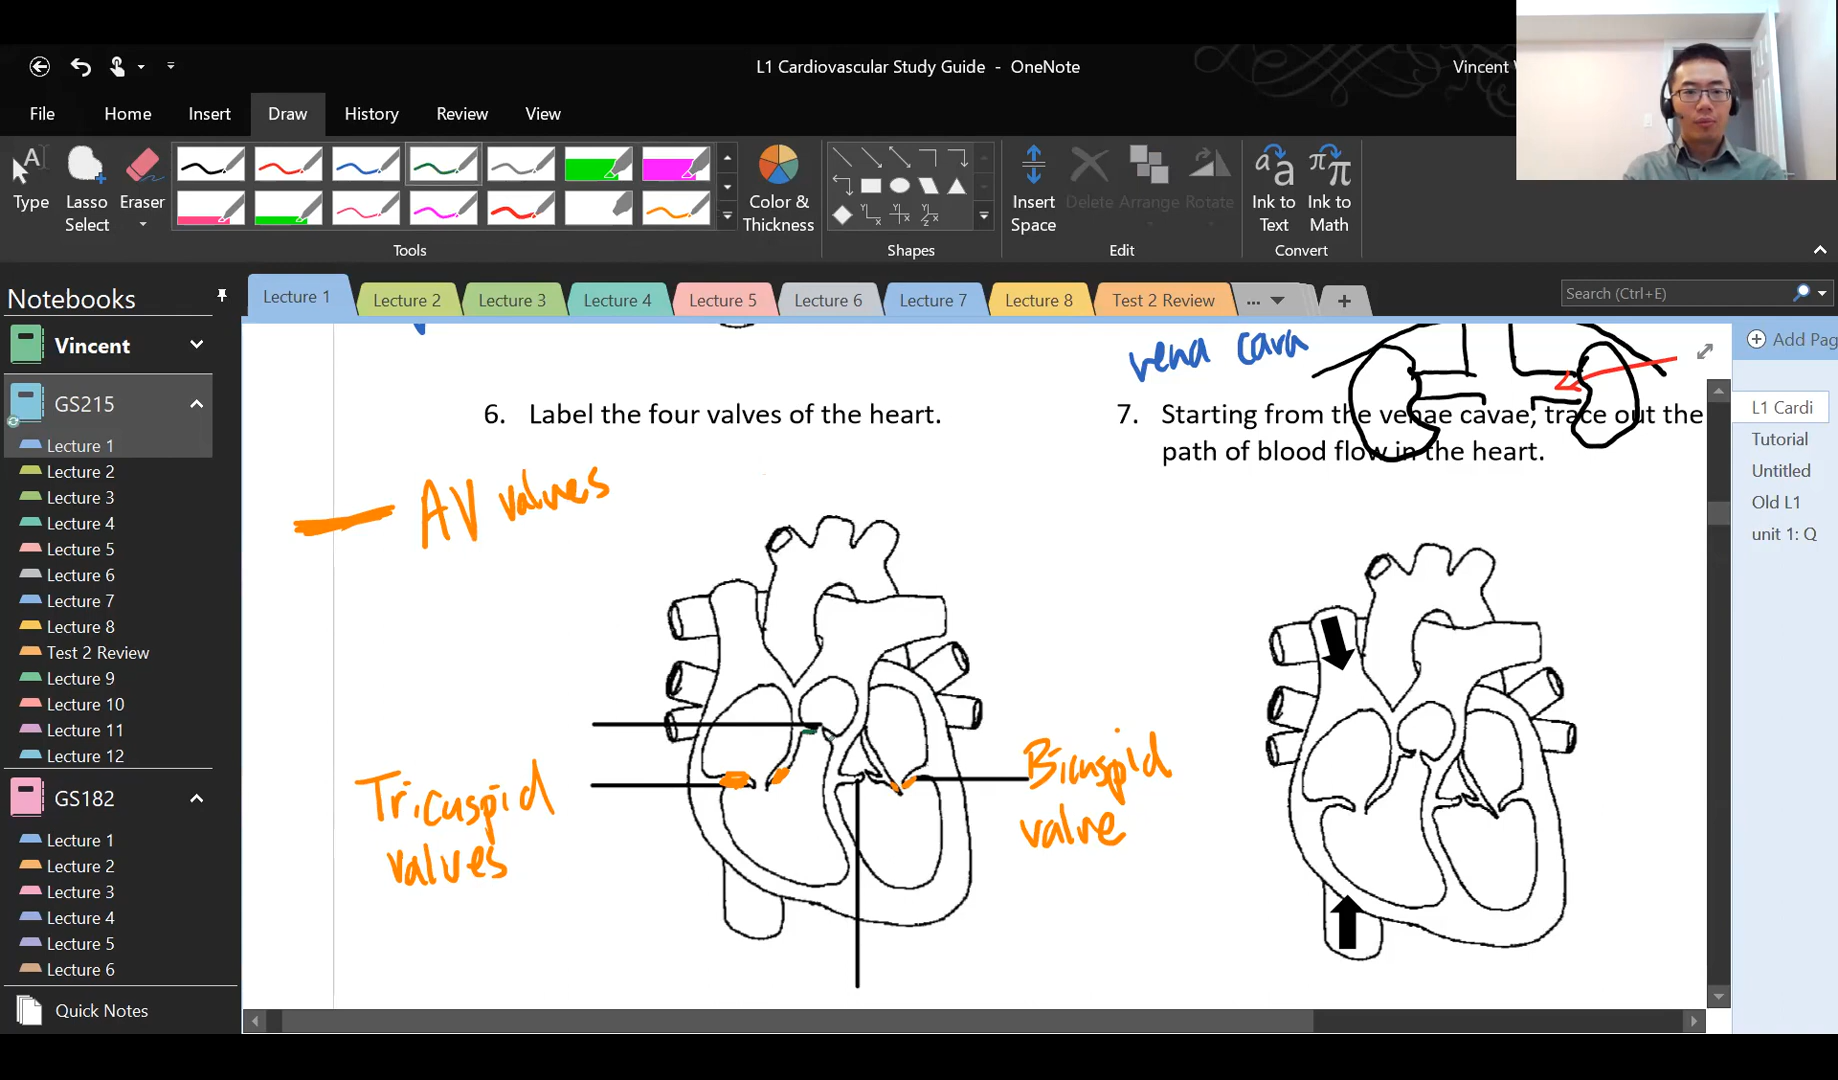 L1 Cardiovascular Study Guide - OneNote
Vincent
File Home Insert Draw History Review View
Type
Lasso Select
Eraser
Color & Thickness
Insert Space
Delete
Arrange
Rotate
Ink to Text
Ink to Math
Tools
Shapes
Edit
Convert
Notebooks
Lecture 1
Lecture 2
Lecture 3
Lecture 4
Lecture 5
Lecture 6
Lecture 7
Lecture 8
Test 2 Review
...
Search (Ctrl+E)
Vincent
GS215
Lecture 1
Lecture 2
Lecture 3
Lecture 4
Lecture 5
Lecture 6
Lecture 7
Lecture 8
Test 2 Review
Lecture 9
Lecture 10
Lecture 11
Lecture 12
GS182
Lecture 1
Lecture 2
Lecture 3
Lecture 4
Lecture 5
Lecture 6
Quick Notes
vena cava
6. Label the four valves of the heart.
AV valves
Tricuspid
valves
Bicuspid
valve
7. Starting from the venae cavae, trace out the
path of blood flow in the heart.
Add Pag
L1 Cardi
Tutorial
Untitled
Old L1
unit 1: Q